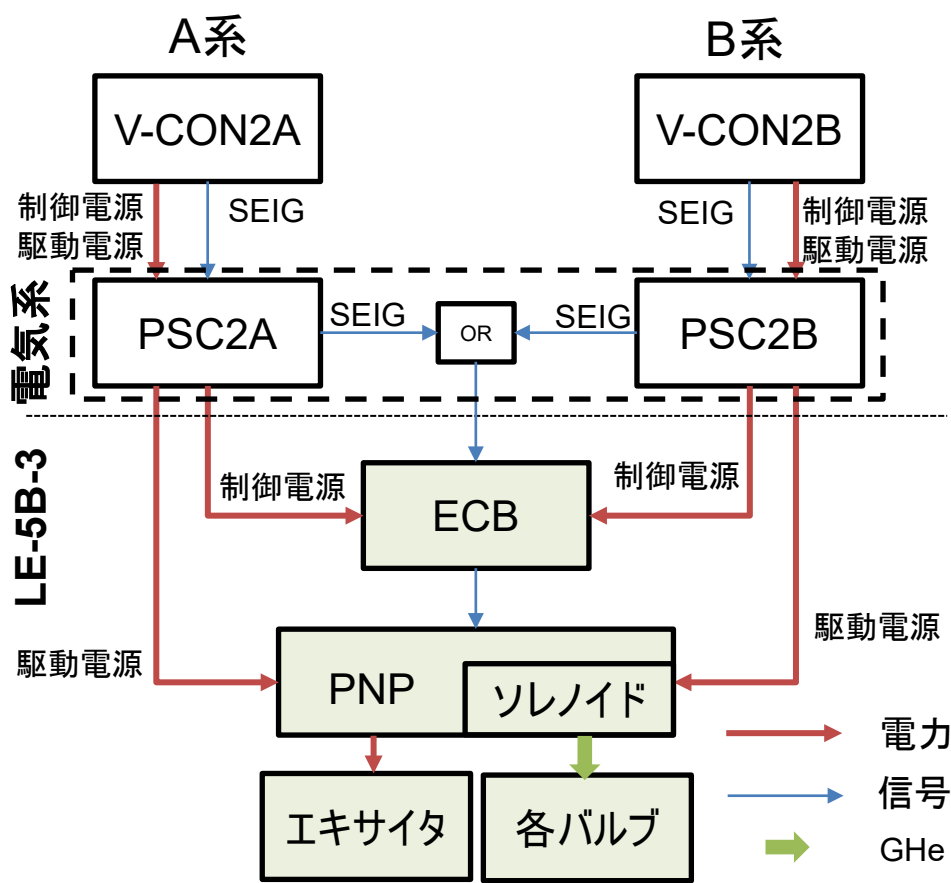 A系
B系
V-CON2A
V-CON2B
制御電源
駆動電源
SEIG
SEIG
制御電源
駆動電源
電気系
PSC2A
SEIG
OR
SEIG
PSC2B
LE-5B-3
制御電源
ECB
制御電源
駆動電源
PNP
ソレノイド
駆動電源
エキサイタ
各バルブ
電力
信号
GHe